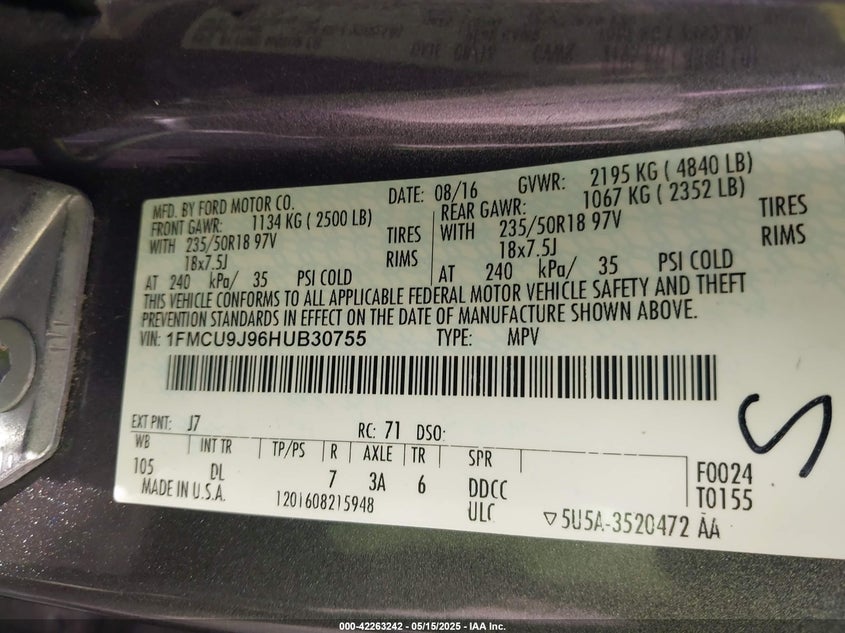 MFD. BY FORD MOTOR CO. DATE: 08/16 GVWR: 2195 KG ( 4840 LB)
FRONT GAWR: 1134 KG ( 2500 LB) REAR GAWR: 1067 KG ( 2352 LB)
WITH 235/50R18 97V TIRES WITH 235/50R18 97V TIRES
18x7.5J RIMS 18x7.5J RIMS
AT 240 kPa/ 35 PSI COLD AT 240 kPa/ 35 PSI COLD
THIS VEHICLE CONFORMS TO ALL APPLICABLE FEDERAL MOTOR VEHICLE SAFETY AND THEFT
PREVENTION STANDARDS IN EFFECT ON THE DATE OF MANUFACTURE SHOWN ABOVE.
VIN: 1FMCU9J96HUB30755 TYPE: MPV
EXT PNT: J7 RC: 71 DSO:
WB INT TR TP/PS R AXLE TR SPR
105 DL 7 3A 6 DDCC F0024
MADE IN U.S.A. 1201608215948 ULC T0155
▽5U5A-3520472 AA
S
000-42263242 - 05/15/2025 - IAA Inc.